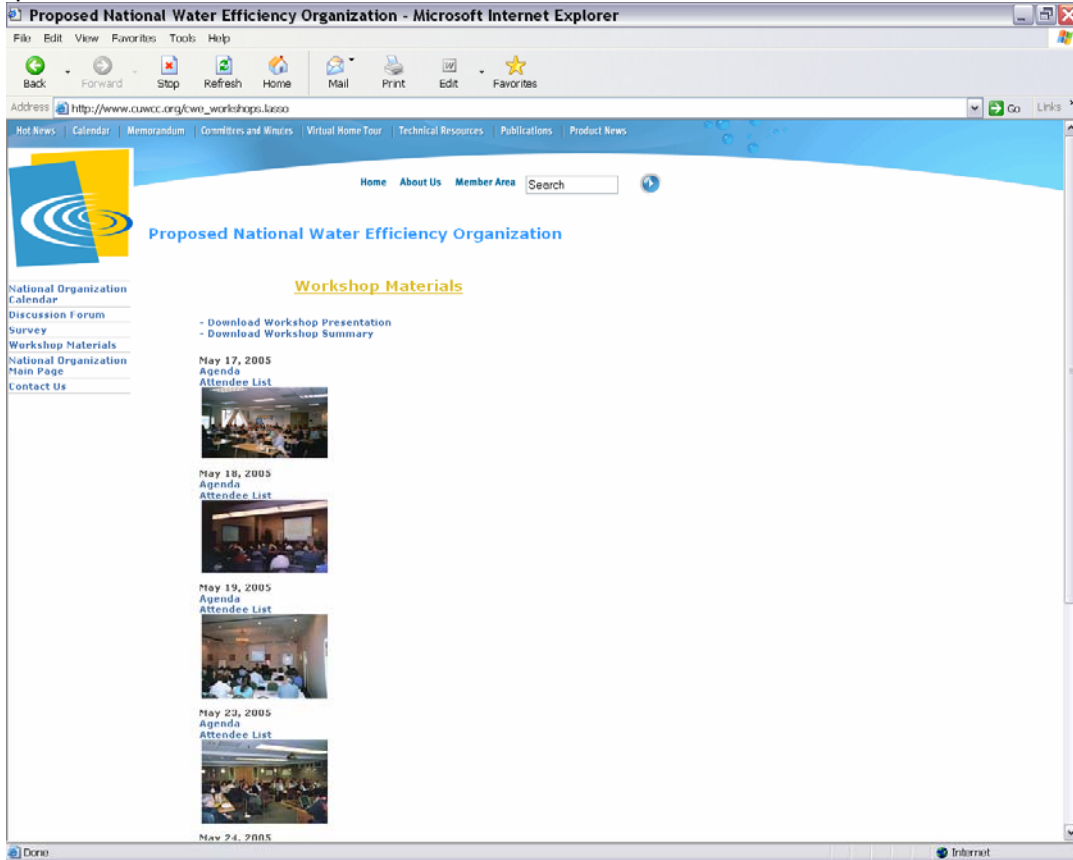 Proposed National Water Efficiency Organization - Microsoft Internet Explorer
File Edit View Favorites Tools Help
Back Forward Stop Refresh Home Mail Print Edit Favorites
Address http://www.cuwcc.org/cwe_workshops.lasso Go Links
Hot News | Calendar | Memorandum | Committees and Minutes | Virtual Home Tour | Technical Resources | Publications | Product News
Home About Us Member Area Search
Proposed National Water Efficiency Organization
National Organization
Calendar
Discussion Forum
Survey
Workshop Materials
National Organization
Main Page
Contact Us
Workshop Materials
- Download Workshop Presentation
- Download Workshop Summary
May 17, 2005
Agenda
Attendee List
May 18, 2005
Agenda
Attendee List
May 19, 2005
Agenda
Attendee List
May 23, 2005
Agenda
Attendee List
May 24, 2005
Done Internet